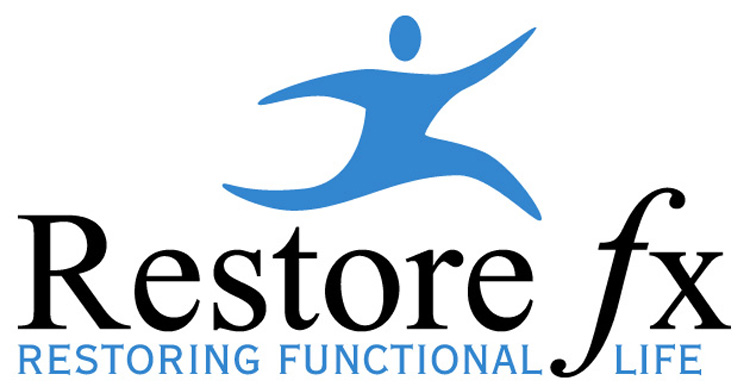 Restore fx
RESTORING FUNCTIONAL LIFE